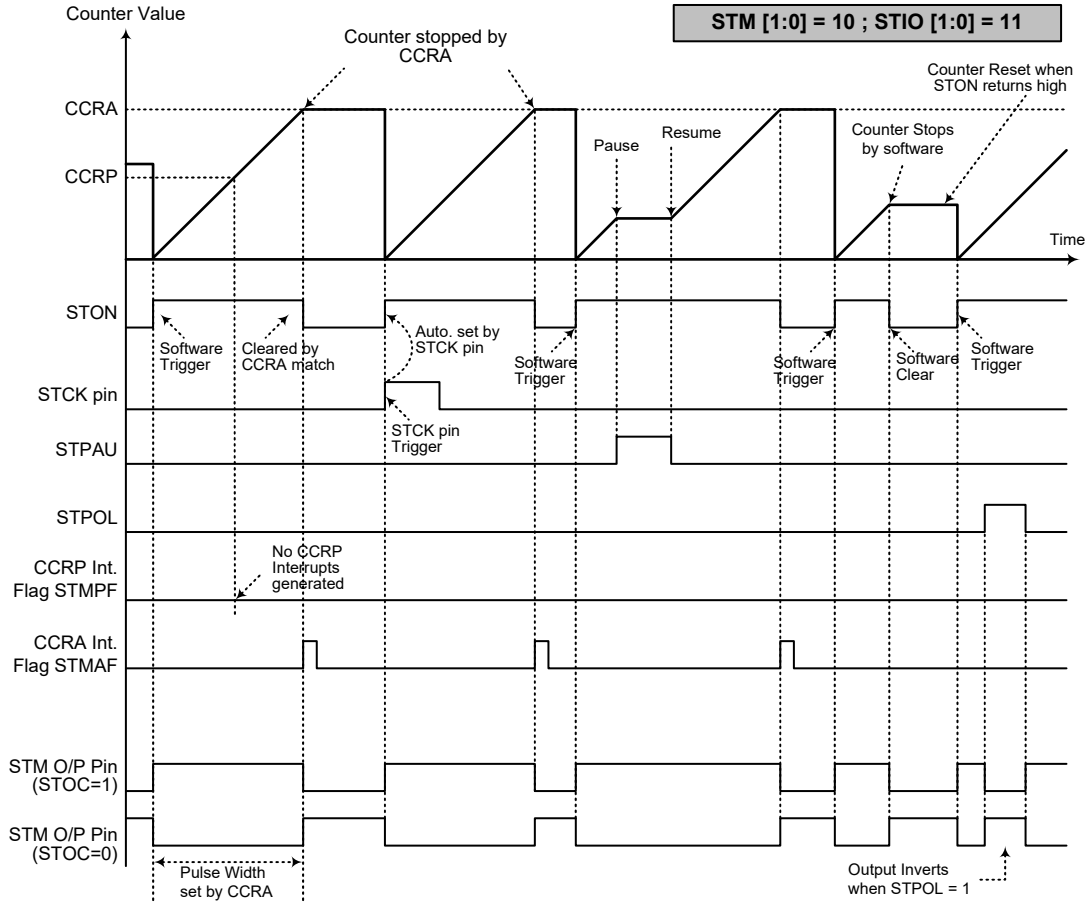 Counter Value
STM [1:0] = 10 ; STIO [1:0] = 11
Counter stopped by
CCRA
Counter Reset when
STON returns high
CCRA
Pause
Resume
Counter Stops
by software
CCRP
Time
STON
Software
Trigger
Cleared by
CCRA match
Auto. set by
STCK pin
Software
Trigger
Software
Trigger
Software
Clear
Software
Trigger
STCK pin
STCK pin
Trigger
STPAU
STPOL
CCRP Int.
Flag STMPF
No CCRP
Interrupts
generated
CCRA Int.
Flag STMAF
STM O/P Pin
(STOC=1)
STM O/P Pin
(STOC=0)
Pulse Width
set by CCRA
Output Inverts
when STPOL = 1